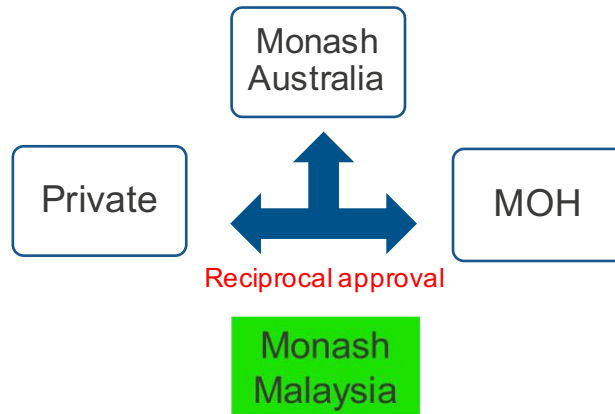 Monash
Australia
Private
MOH
Reciprocal approval
Monash
Malaysia